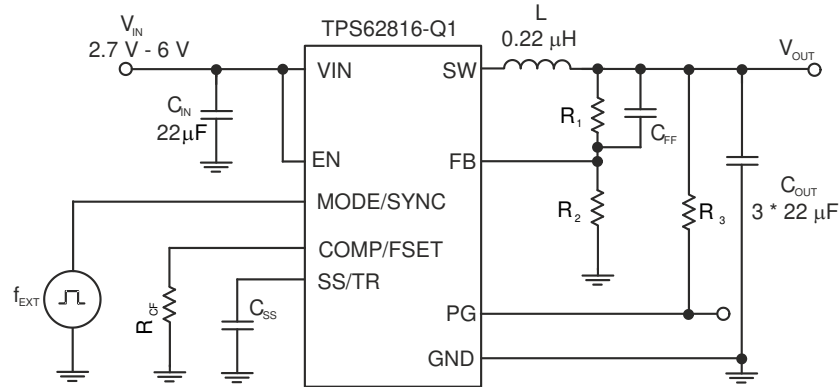 TPS62816-Q1
L
0.22 μH
V_IN
2.7 V - 6 V
V_OUT
VIN
SW
C_IN
22μF
R_1
C_FF
EN
FB
C_OUT
3 * 22 μF
R_2
R_3
MODE/SYNC
COMP/FSET
SS/TR
f_EXT
R_CF
C_SS
PG
GND